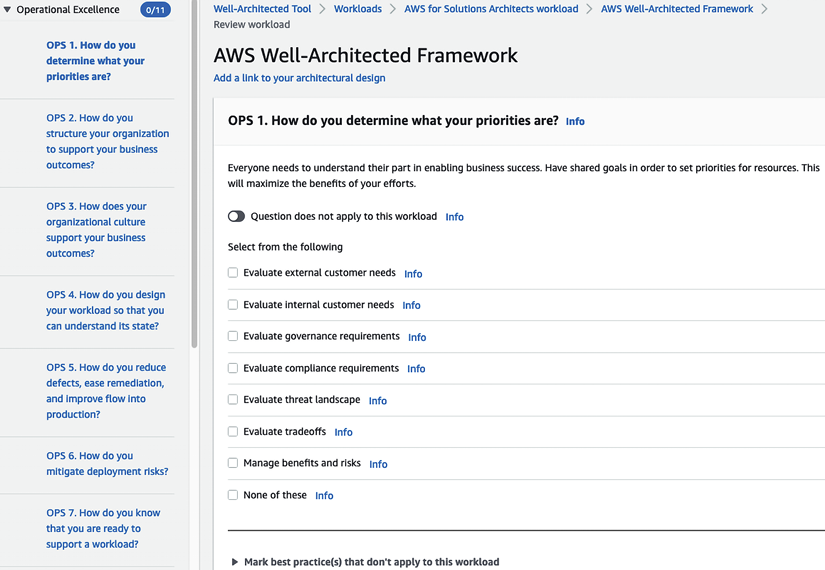 Operational Excellence 0/11
OPS 1. How do you
determine what your
priorities are?
OPS 2. How do you
structure your organization
to support your business
outcomes?
OPS 3. How does your
organizational culture
support your business
outcomes?
OPS 4. How do you design
your workload so that you
can understand its state?
OPS 5. How do you reduce
defects, ease remediation,
and improve flow into
production?
OPS 6. How do you
mitigate deployment risks?
OPS 7. How do you know
that you are ready to
support a workload?
Well-Architected Tool > Workloads > AWS for Solutions Architects workload > AWS Well-Architected Framework >
Review workload
AWS Well-Architected Framework
Add a link to your architectural design
OPS 1. How do you determine what your priorities are? Info
Everyone needs to understand their part in enabling business success. Have shared goals in order to set priorities for resources. This
will maximize the benefits of your efforts.
Question does not apply to this workload Info
Select from the following
Evaluate external customer needs Info
Evaluate internal customer needs Info
Evaluate governance requirements Info
Evaluate compliance requirements Info
Evaluate threat landscape Info
Evaluate tradeoffs Info
Manage benefits and risks Info
None of these Info
Mark best practice(s) that don't apply to this workload